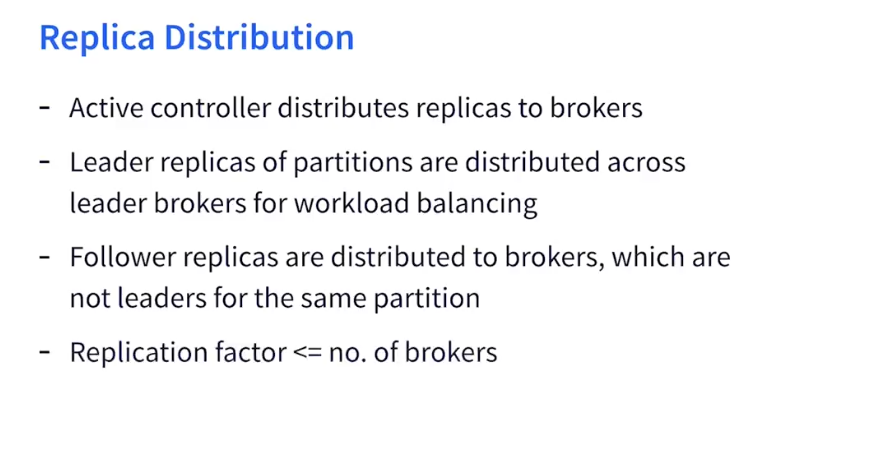 Replica Distribution
- Active controller distributes replicas to brokers
- Leader replicas of partitions are distributed across
leader brokers for workload balancing
- Follower replicas are distributed to brokers, which are
not leaders for the same partition
- Replication factor <= no. of brokers